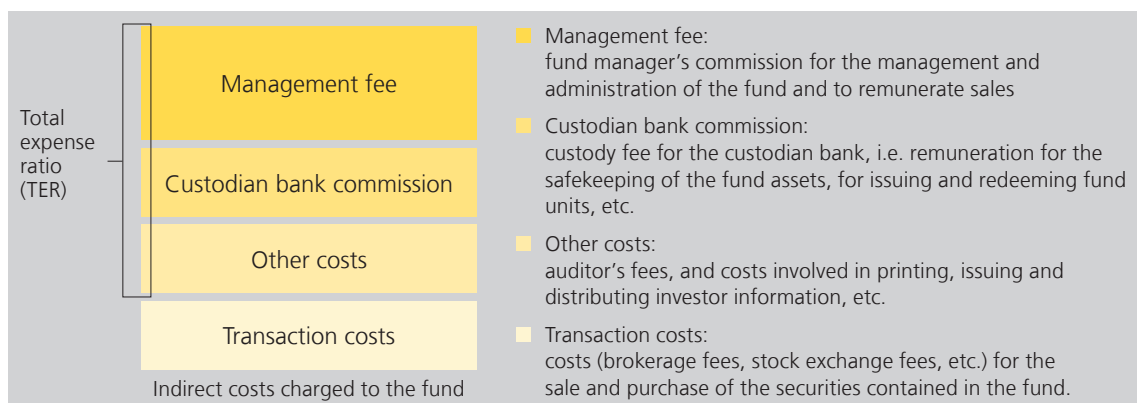 Total
expense
ratio
(TER)
Management fee
Custodian bank commission
Other costs
Transaction costs
Indirect costs charged to the fund
Management fee:
fund manager's commission for the management and
administration of the fund and to remunerate sales
Custodian bank commission:
custody fee for the custodian bank, i.e. remuneration for the
safekeeping of the fund assets, for issuing and redeeming fund
units, etc.
Other costs:
auditor's fees, and costs involved in printing, issuing and
distributing investor information, etc.
Transaction costs:
costs (brokerage fees, stock exchange fees, etc.) for the
sale and purchase of the securities contained in the fund.